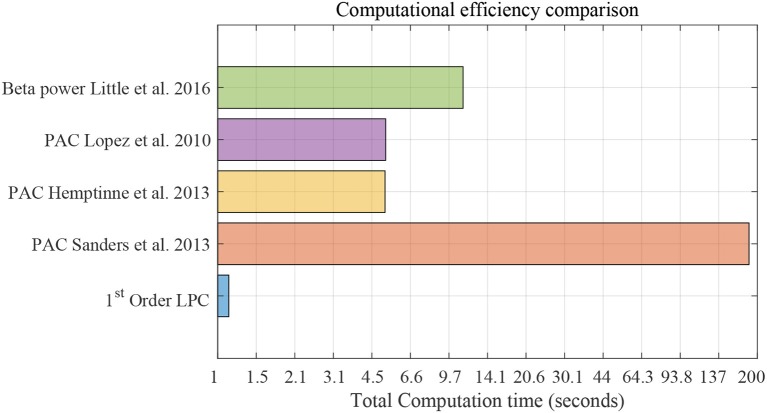 Computational efficiency comparison
Beta power Little et al. 2016
PAC Lopez et al. 2010
PAC Hemptinne et al. 2013
PAC Sanders et al. 2013
1st Order LPC
1 1.5 2.1 3.1 4.5 6.6 9.7 14.1 20.6 30.1 44 64.3 93.8 137 200
Total Computation time (seconds)